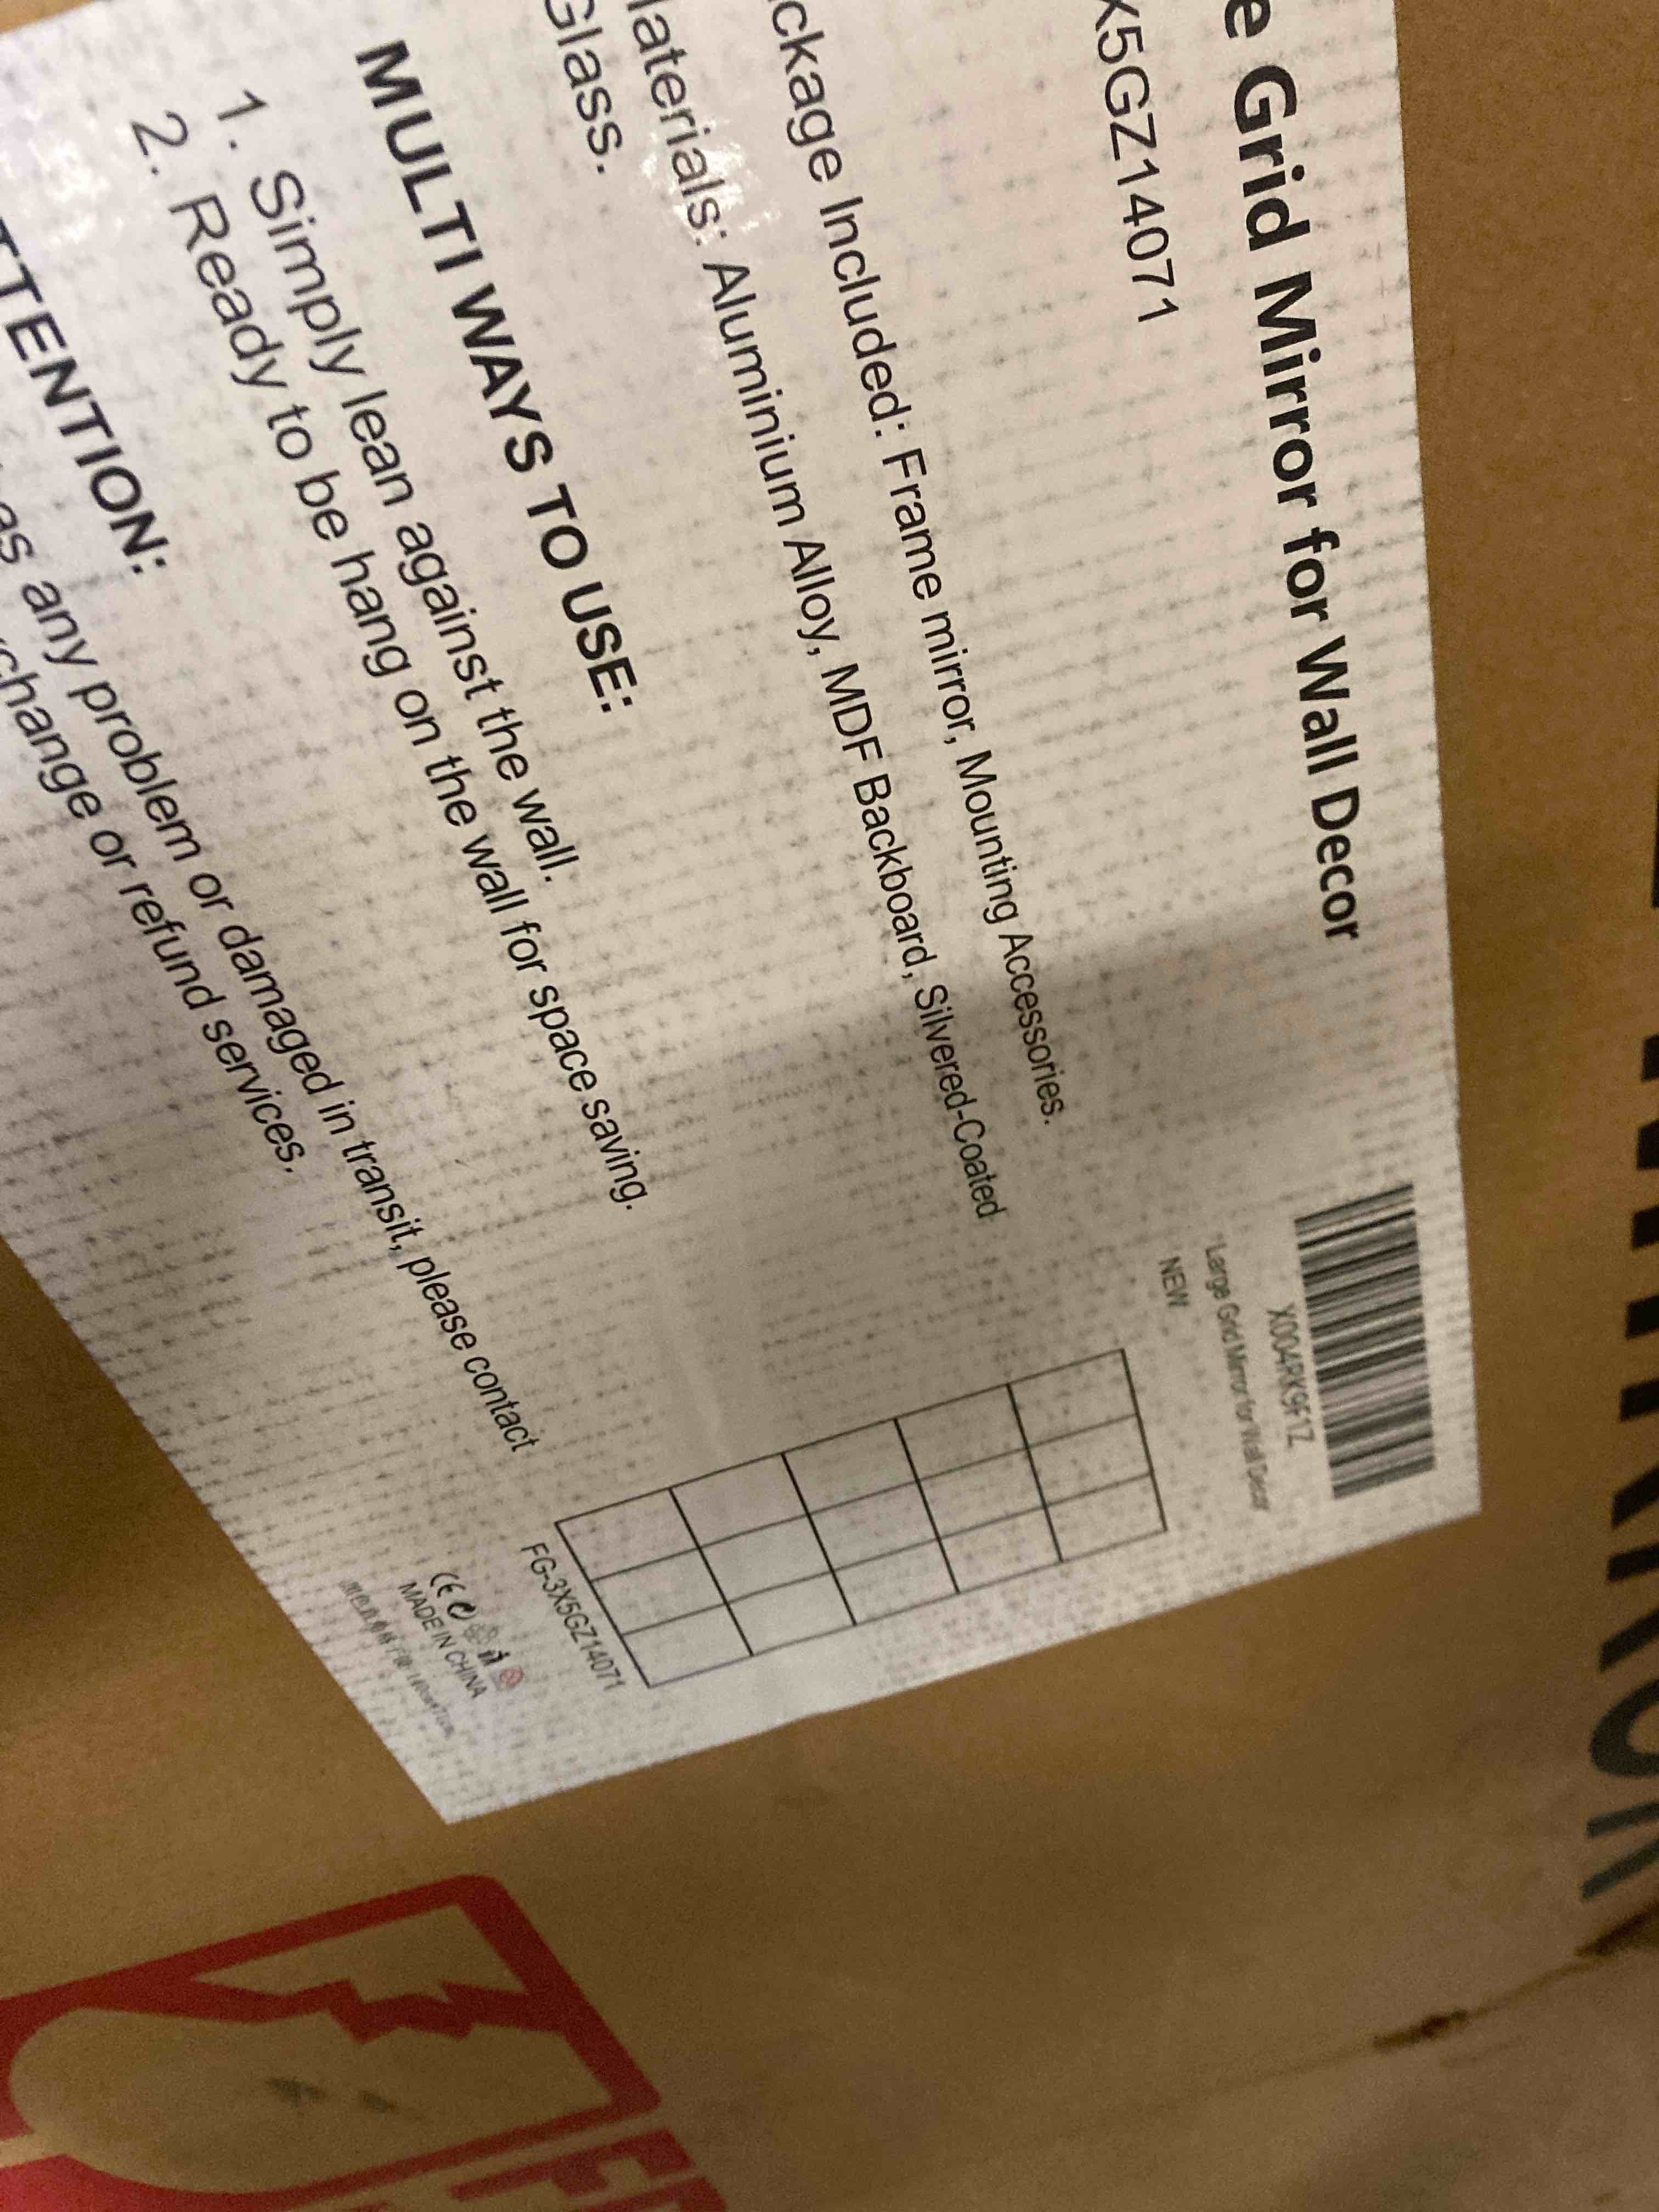 e Grid Mirror for Wall Decor
X5GZ14071
ckage Included: Frame mirror, Mounting Accessories.
laterials: Aluminium Alloy, MDF Backboard, Silvered-Coated
Glass.
MULTI WAYS TO USE:
1. Simply lean against the wall.
2. Ready to be hang on the wall for space saving.
TTENTION:
as any problem or damaged in transit, please contact
change or refund services.
Large Grid Mirror for Wall Decor
NEW
FG-3X5GZ14071
CE
MADE IN CHINA